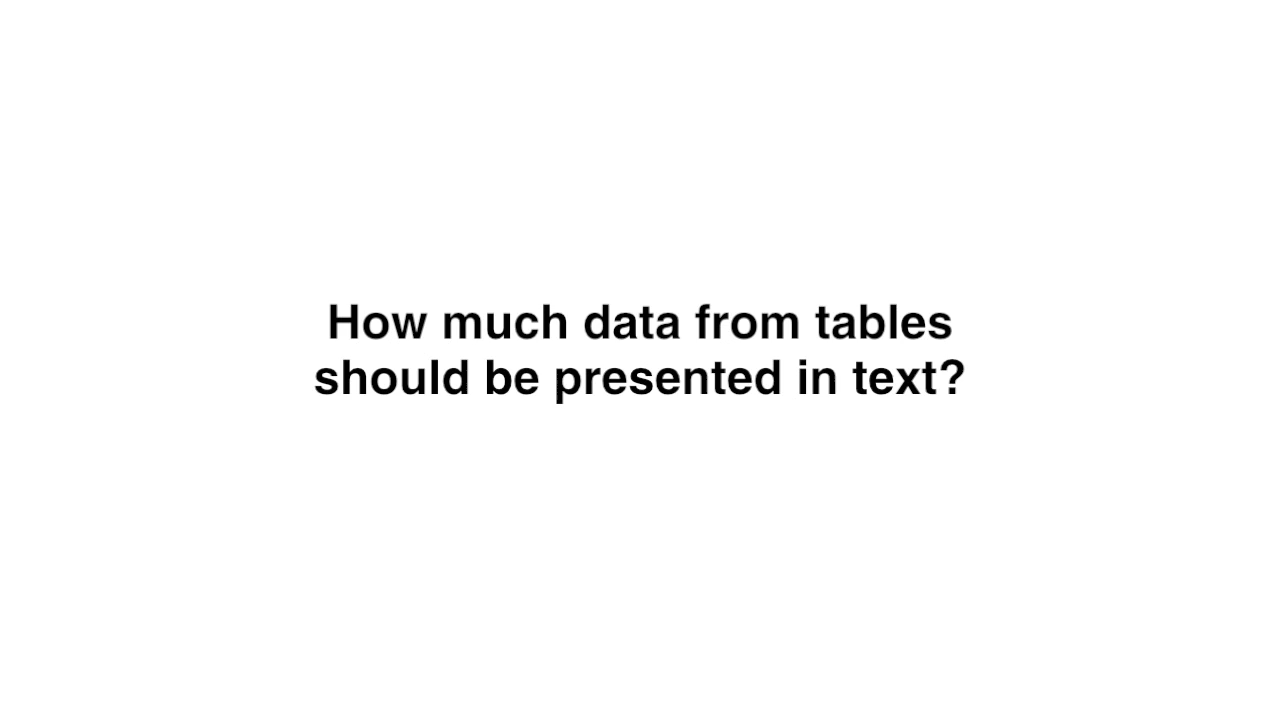 How much data from tables
should be presented in text?